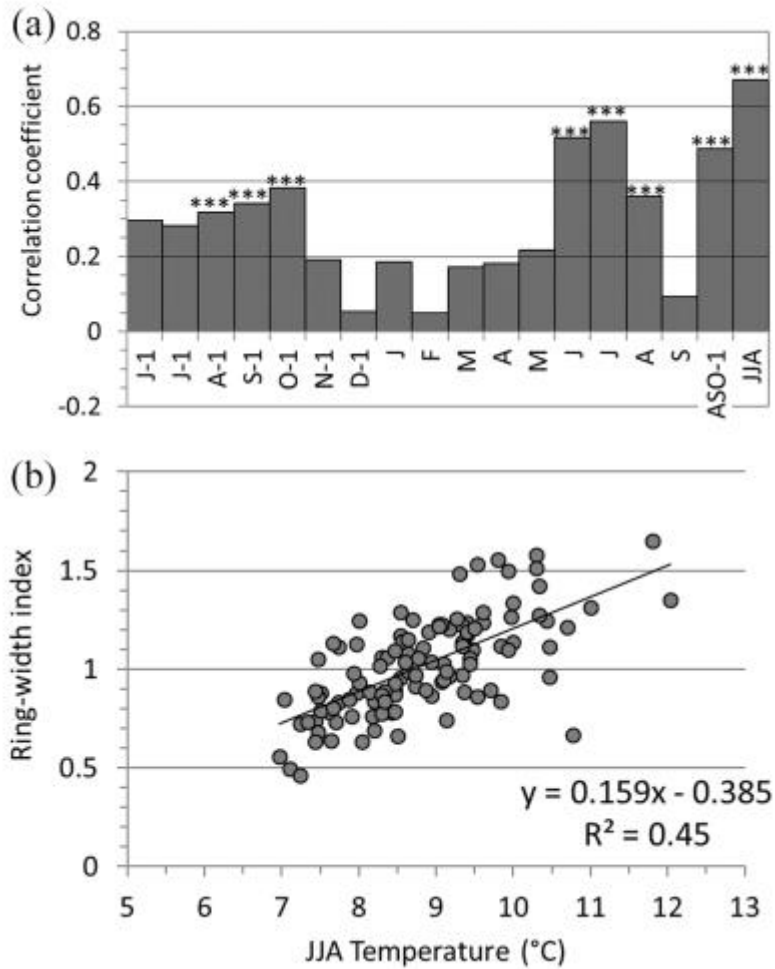 (a)
Correlation coefficient
0.8
0.6
0.4
0.2
0
-0.2
***
***
***
***
***
***
***
***
J-1
J-1
A-1
S-1
O-1
N-1
D-1
J
F
M
A
M
J
J
A
S
ASO-1
JJA
(b)
Ring-width index
2
1.5
1
0.5
0
y = 0.159x - 0.385
R² = 0.45
5 6 7 8 9 10 11 12 13
JJA Temperature (°C)